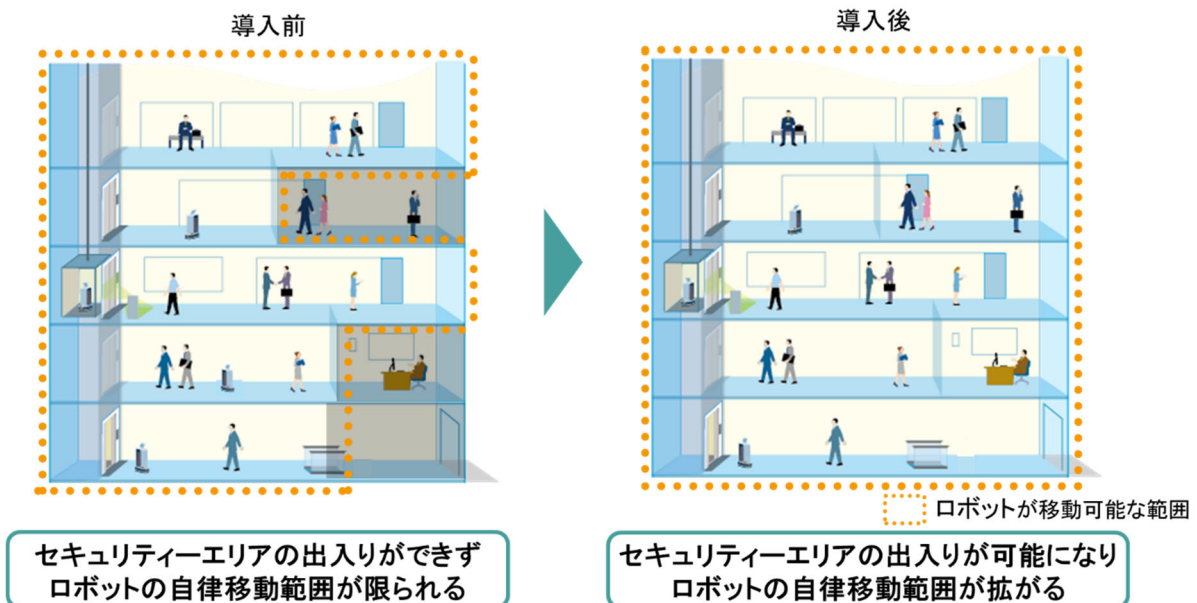 導入前
導入後
ロボットが移動可能な範囲
セキュリティーエリアの出入りができず
ロボットの自律移動範囲が限られる
セキュリティーエリアの出入りが可能になり
ロボットの自律移動範囲が拡がる